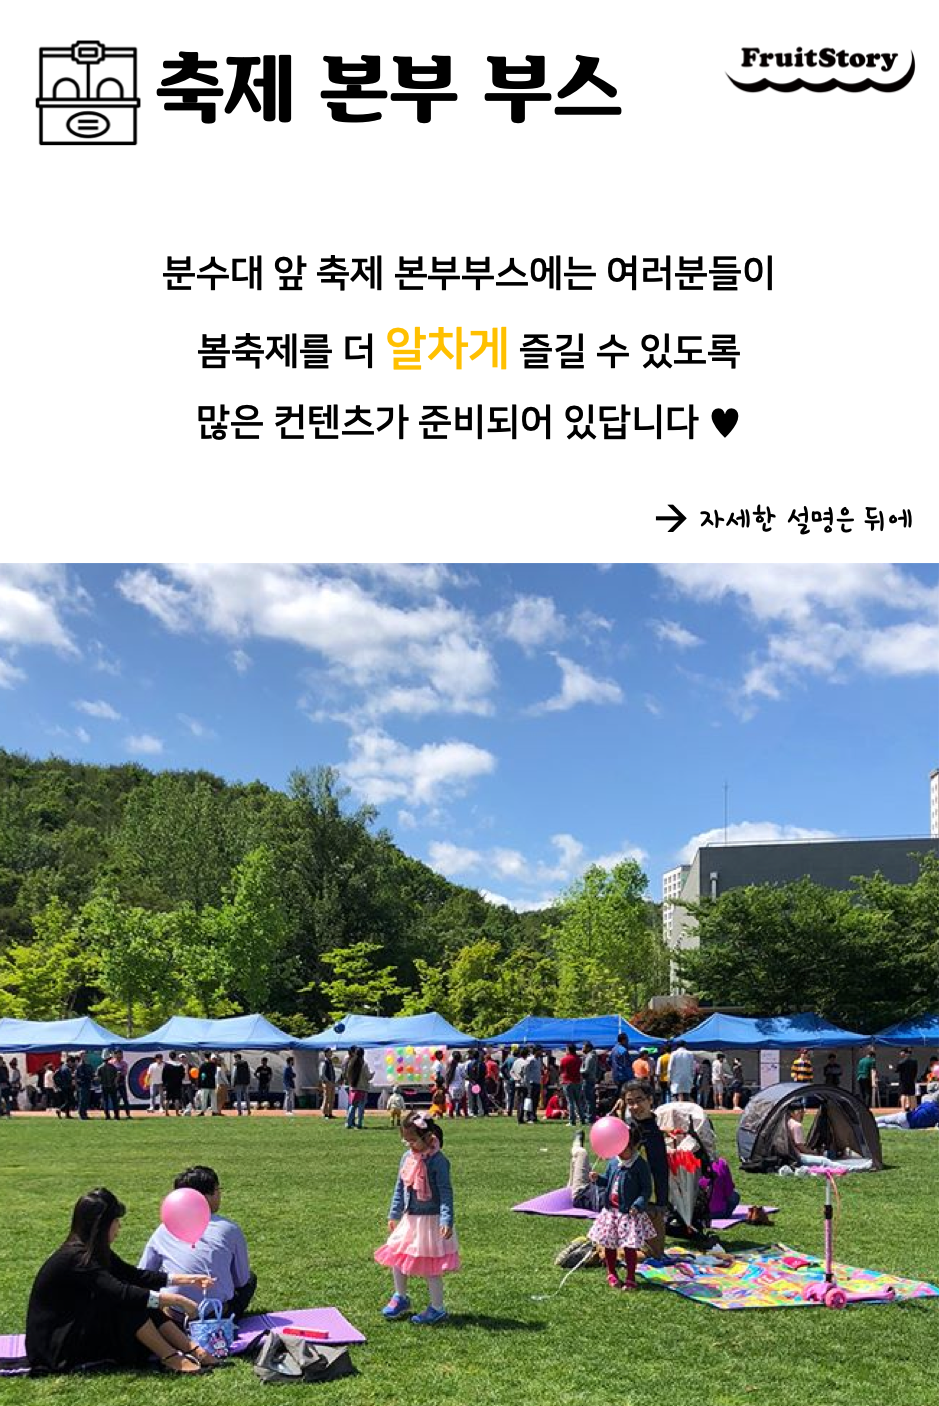 축제 본부 부스
FruitStory
분수대 앞 축제 본부부스에는 여러분들이
봄축제를 더 알차게 즐길 수 있도록
많은 컨텐츠가 준비되어 있답니다 ♥
→ 자세한 설명은 뒤에